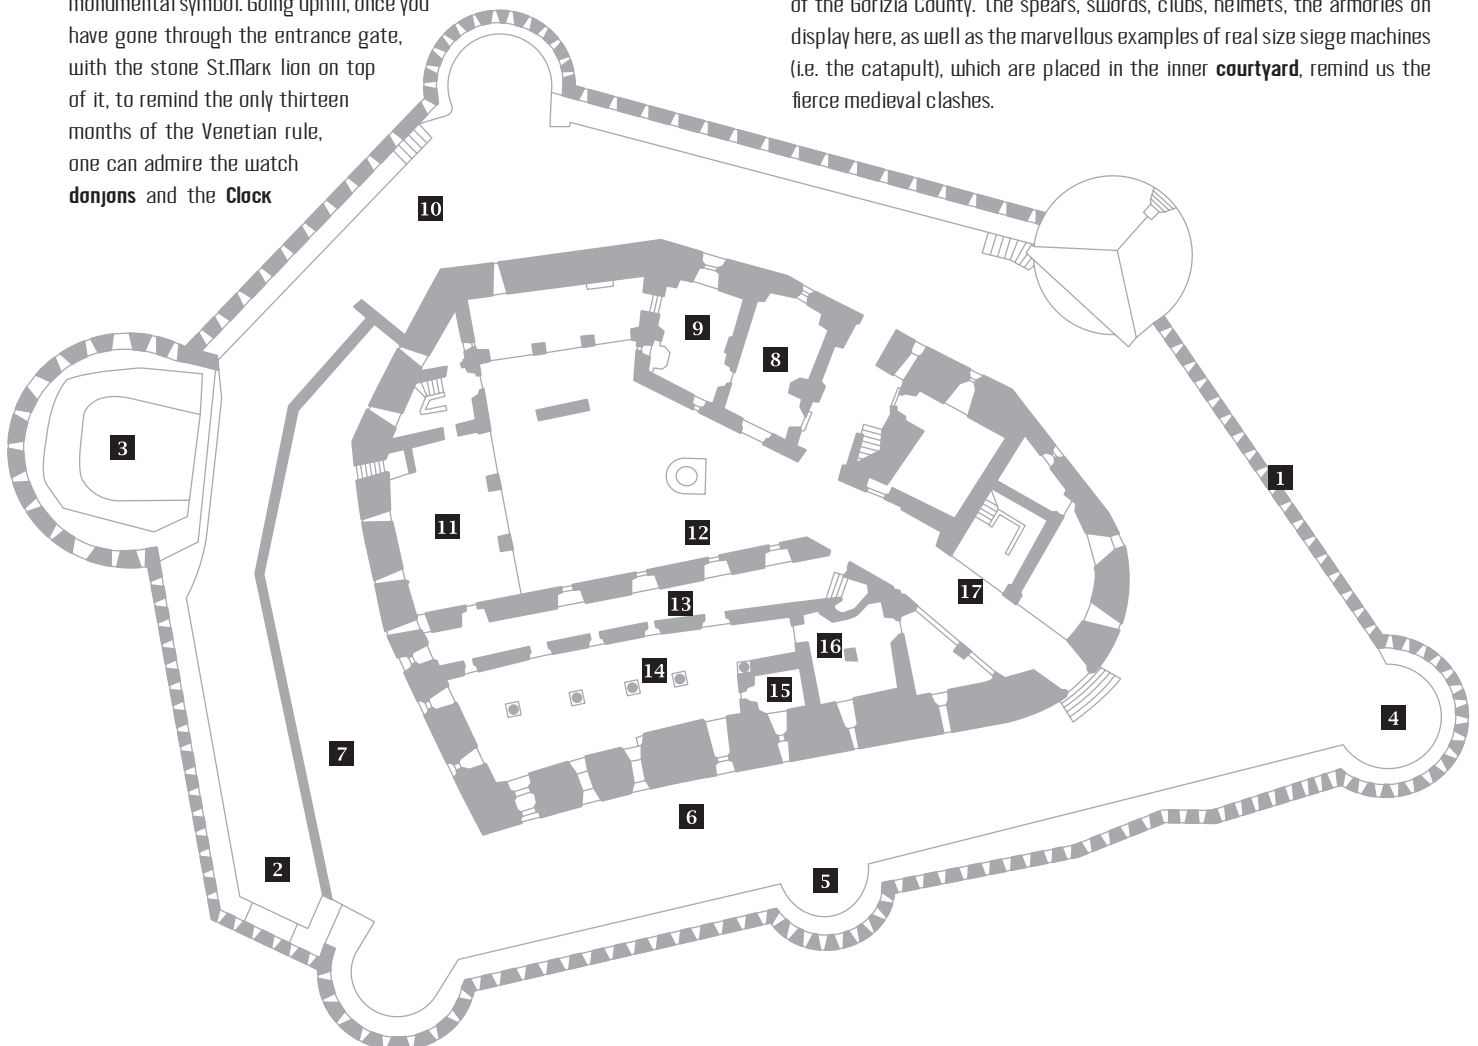 monumental symbol. Going uphill, once you
have gone through the entrance gate,
with the stone St.Mark lion on top
of it, to remind the only thirteen
months of the Venetian rule,
one can admire the watch
donjons and the Clock
of the Gorizia County. The spears, swords, clubs, helmets, the armories on
display here, as well as the marvellous examples of real size siege machines
(i.e. the catapult), which are placed in the inner courtyard, remind us the
fierce medieval clashes.
10
9
8
3
1
11
12
17
13
16
14
15
4
7
6
2
5